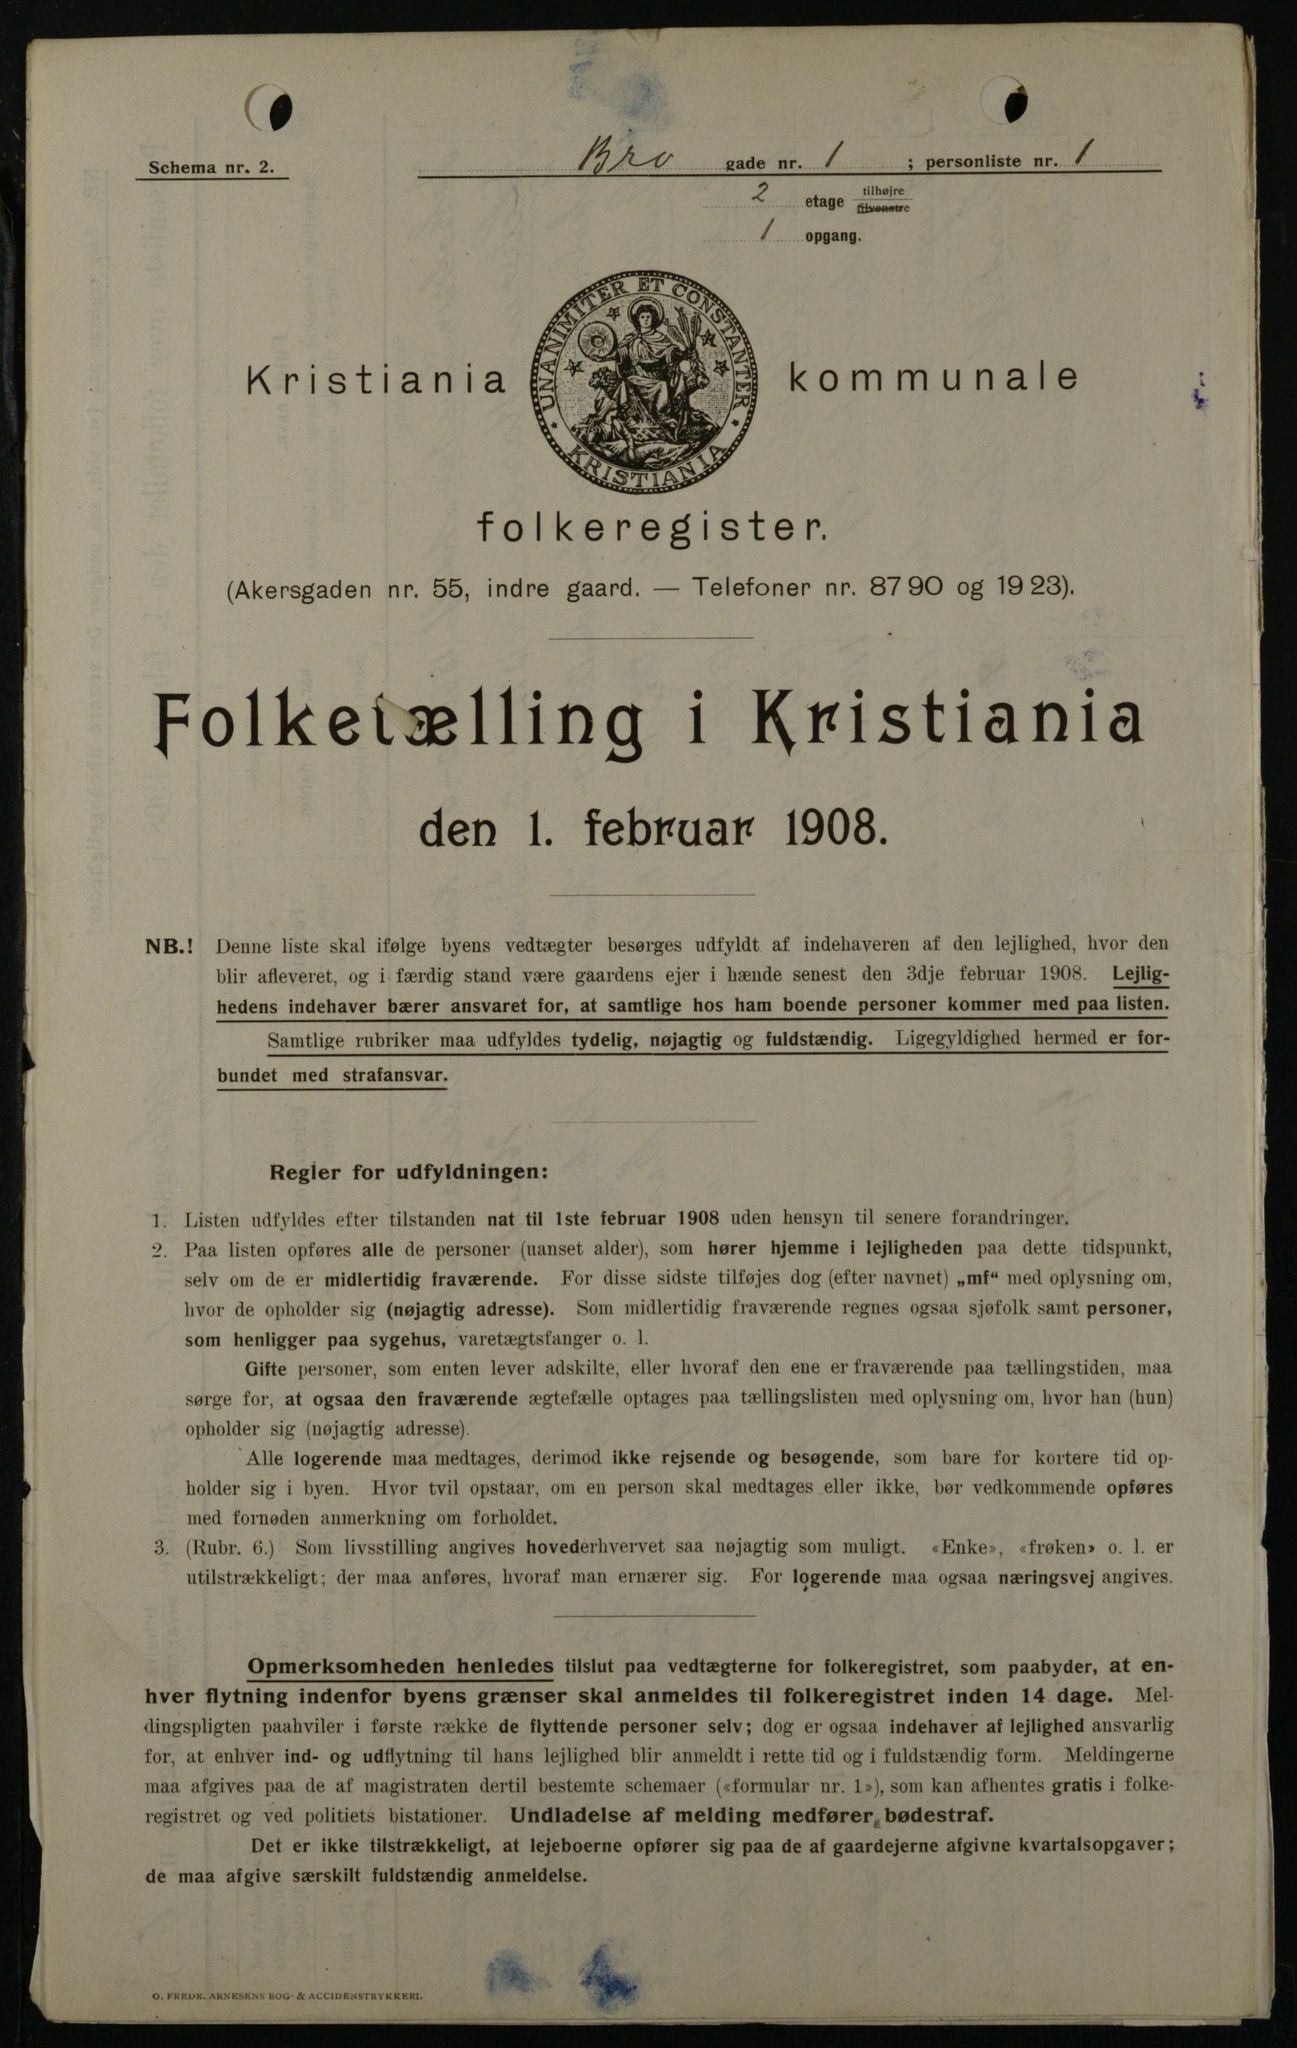 Schema nr. 2.
Bro gade nr. 1 ; personliste nr. 1
2 etage tilhøjre
tilvenstre
1 opgang.
UNANIMITER ET CONSTANTER
KRISTIANIA
Kristiania kommunale
folkeregister.
(Akersgaden nr. 55, indre gaard. — Telefoner nr. 87 90 og 19 23).
Folketælling i Kristiania
den 1. februar 1908.
NB.! Denne liste skal ifølge byens vedtægter besørges udfyldt af indehaveren af den lejlighed, hvor den
blir afleveret, og i færdig stand være gaardens ejer i hænde senest den 3dje februar 1908. Lejlig-
hedens indehaver bærer ansvaret for, at samtlige hos ham boende personer kommer med paa listen.
Samtlige rubriker maa udfyldes tydelig, nøjagtig og fuldstændig. Ligegyldighed hermed er for-
bundet med strafansvar.
Regler for udfyldningen:
1. Listen udfyldes efter tilstanden nat til 1ste februar 1908 uden hensyn til senere forandringer.
2. Paa listen opføres alle de personer (uanset alder), som hører hjemme i lejligheden paa dette tidspunkt,
selv om de er midlertidig fraværende. For disse sidste tilføjes dog (efter navnet) „mf“ med oplysning om,
hvor de opholder sig (nøjagtig adresse). Som midlertidig fraværende regnes ogsaa sjøfolk samt personer,
som henligger paa sygehus, varetægtsfanger o. l.
Gifte personer, som enten lever adskilte, eller hvoraf den ene er fraværende paa tællingstiden, maa
sørge for, at ogsaa den fraværende ægtefælle optages paa tællingslisten med oplysning om, hvor han (hun)
opholder sig (nøjagtig adresse).
Alle logerende maa medtages, derimod ikke rejsende og besøgende, som bare for kortere tid op-
holder sig i byen. Hvor tvil opstaar, om en person skal medtages eller ikke, bør vedkommende opføres
med fornøden anmerkning om forholdet.
3. (Rubr. 6.) Som livsstilling angives hovederhvervet saa nøjagtig som muligt. «Enke», «frøken» o. l. er
utilstrækkeligt; der maa anføres, hvoraf man ernærer sig. For logerende maa ogsaa næringsvej angives.
Opmerksomheden henledes tilslut paa vedtægterne for folkeregistret, som paabyder, at en-
hver flytning indenfor byens grænser skal anmeldes til folkeregistret inden 14 dage. Mel-
dingspligten paahviler i første række de flyttende personer selv; dog er ogsaa indehaver af lejlighed ansvarlig
for, at enhver ind- og udflytning til hans lejlighed blir anmeldt i rette tid og i fuldstændig form. Meldingerne
maa afgives paa de af magistraten dertil bestemte schemaer («formular nr. 1»), som kan afhentes gratis i folke-
registret og ved politiets bistationer. Undladelse af melding medfører bødestraf.
Det er ikke tilstrækkeligt, at lejeboerne opfører sig paa de af gaardejerne afgivne kvartalsopgaver;
de maa afgive særskilt fuldstændig anmeldelse.
O. FREDK. ARNESENS BOG- & ACCIDENSTRYKKERI.